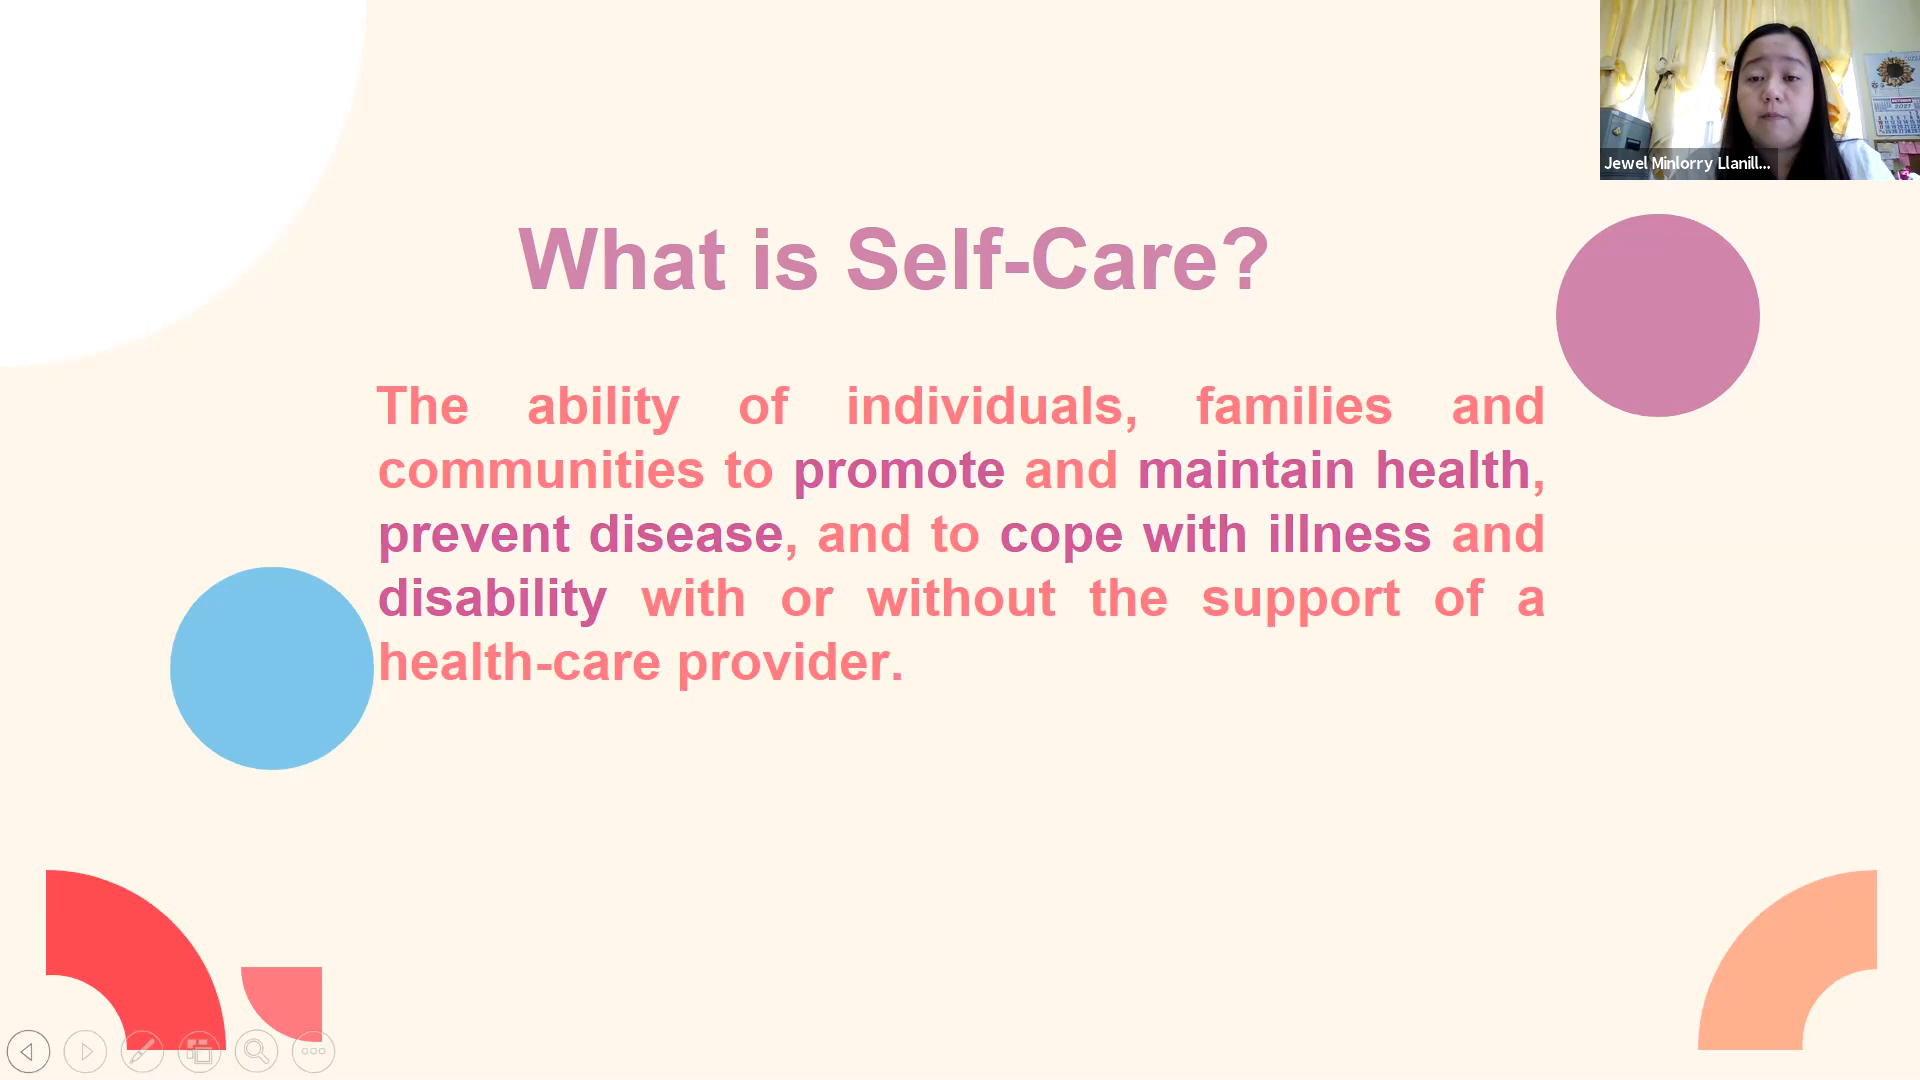 Jewel Minlorry Llanill...
What is Self-Care?
The ability of individuals, families and
communities to promote and maintain health,
prevent disease, and to cope with illness and
disability with or without the support of a
health-care provider.